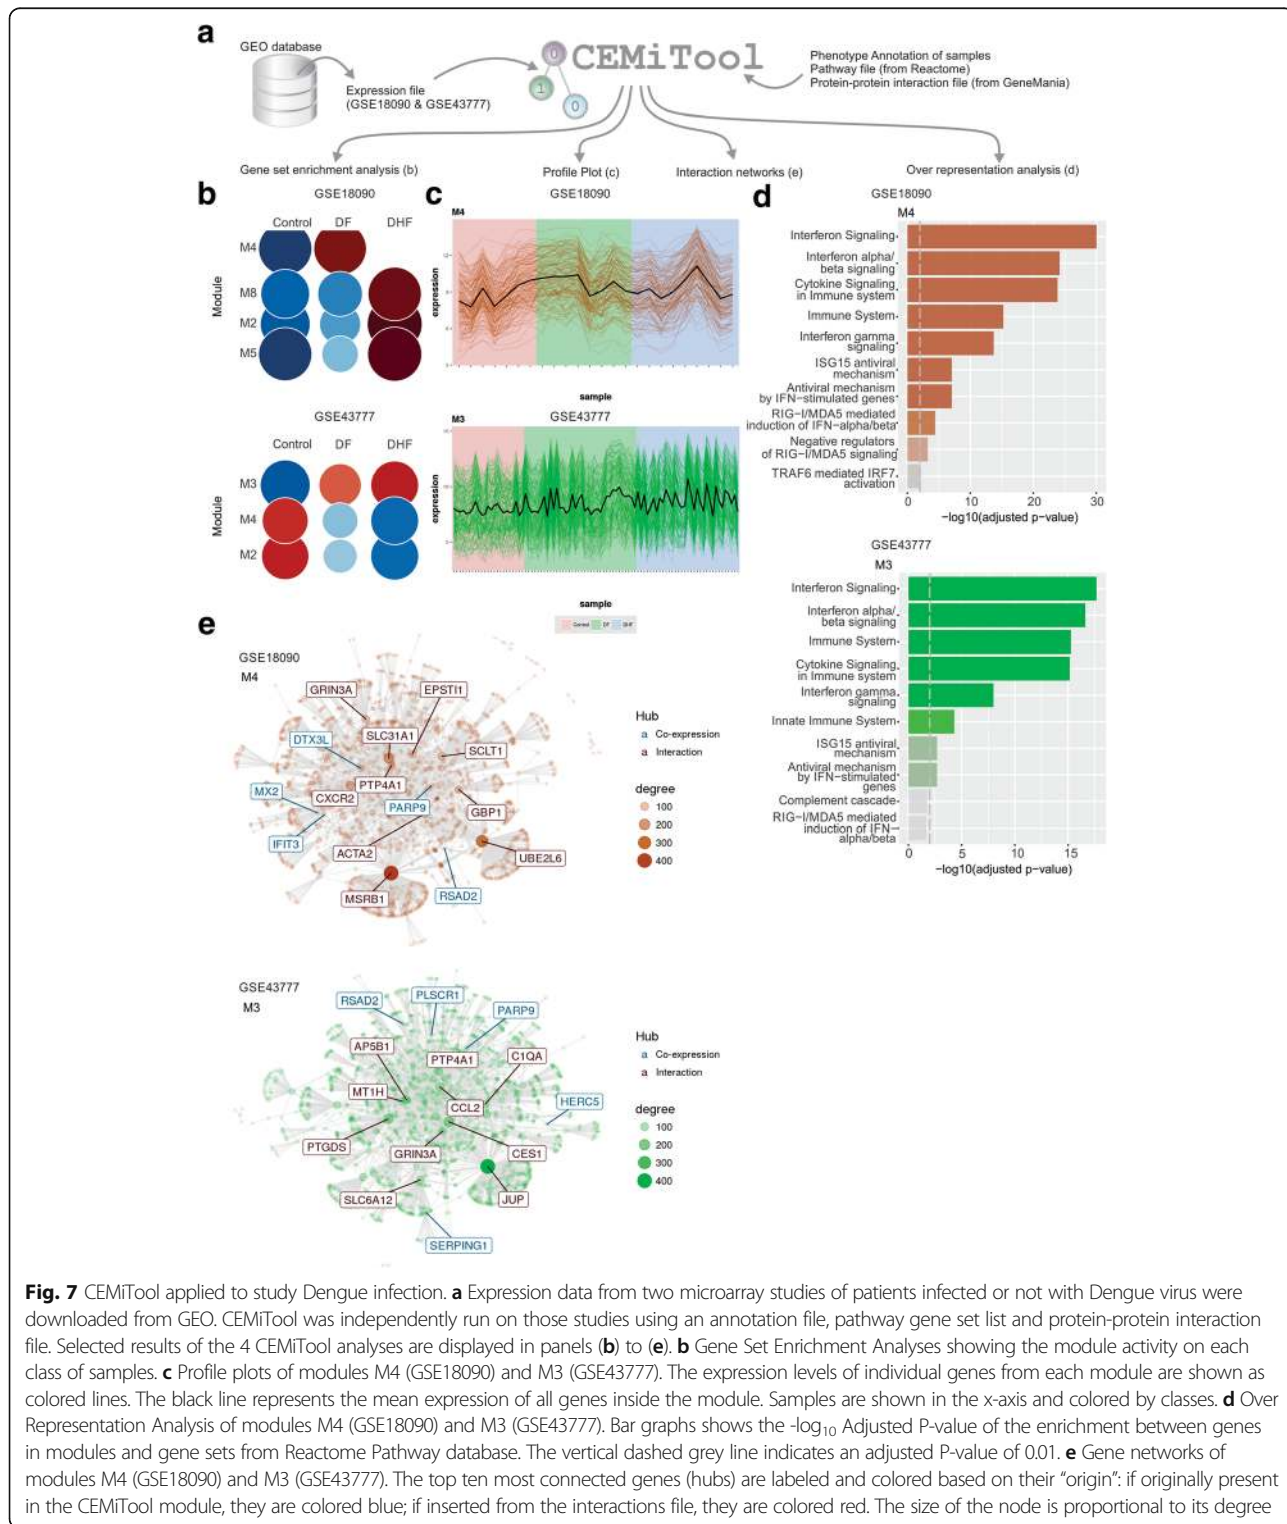 a
GEO database
Expression file
(GSE18090 & GSE43777)
0
1
0
CEMiTool
Phenotype Annotation of samples
Pathway file (from Reactome)
Protein-protein interaction file (from GeneMania)
Gene set enrichment analysis (b)
Profile Plot (c)
Interaction networks (e)
Over representation analysis (d)
b
GSE18090
Control DF DHF
Module
M4
M8
M2
M5
GSE43777
Control DF DHF
Module
M3
M4
M2
c
GSE18090
M4
expression
sample
GSE43777
M3
expression
sample
Control DF DHF
d
GSE18090
M4
Interferon Signaling
Interferon alpha/
beta signaling
Cytokine Signaling
in Immune system
Immune System
Interferon gamma
signaling
ISG15 antiviral
mechanism
Antiviral mechanism
by IFN-stimulated genes
RIG-I/MDA5 mediated
induction of IFN-alpha/beta
Negative regulators
of RIG-I/MDA5 signaling
TRAF6 mediated IRF7
activation
0 10 20 30
-log10(adjusted p-value)
GSE43777
M3
Interferon Signaling
Interferon alpha/
beta signaling
Immune System
Cytokine Signaling
in Immune system
Interferon gamma
signaling
Innate Immune System
ISG15 antiviral
mechanism
Antiviral mechanism
by IFN-stimulated
genes
Complement cascade
RIG-I/MDA5 mediated
induction of IFN-
alpha/beta
0 5 10 15
-log10(adjusted p-value)
e
GSE18090
M4
GRIN3A
EPSTI1
DTX3L
SLC31A1
SCLT1
PTP4A1
MX2
CXCR2
PARP9
GBP1
IFIT3
ACTA2
UBE2L6
MSRB1
RSAD2
Hub
a Co-expression
a Interaction
degree
100
200
300
400
GSE43777
M3
RSAD2
PLSCR1
PARP9
AP5B1
PTP4A1
C1QA
MT1H
CCL2
HERC5
PTGDS
GRIN3A
CES1
SLC6A12
JUP
SERPING1
Hub
a Co-expression
a Interaction
degree
100
200
300
400
Fig. 7 CEMiTool applied to study Dengue infection. a Expression data from two microarray studies of patients infected or not with Dengue virus were
downloaded from GEO. CEMiTool was independently run on those studies using an annotation file, pathway gene set list and protein-protein interaction
file. Selected results of the 4 CEMiTool analyses are displayed in panels (b) to (e). b Gene Set Enrichment Analyses showing the module activity on each
class of samples. c Profile plots of modules M4 (GSE18090) and M3 (GSE43777). The expression levels of individual genes from each module are shown as
colored lines. The black line represents the mean expression of all genes inside the module. Samples are shown in the x-axis and colored by classes. d Over
Representation Analysis of modules M4 (GSE18090) and M3 (GSE43777). Bar graphs shows the -log10 Adjusted P-value of the enrichment between genes
in modules and gene sets from Reactome Pathway database. The vertical dashed grey line indicates an adjusted P-value of 0.01. e Gene networks of
modules M4 (GSE18090) and M3 (GSE43777). The top ten most connected genes (hubs) are labeled and colored based on their "origin": if originally present
in the CEMiTool module, they are colored blue; if inserted from the interactions file, they are colored red. The size of the node is proportional to its degree